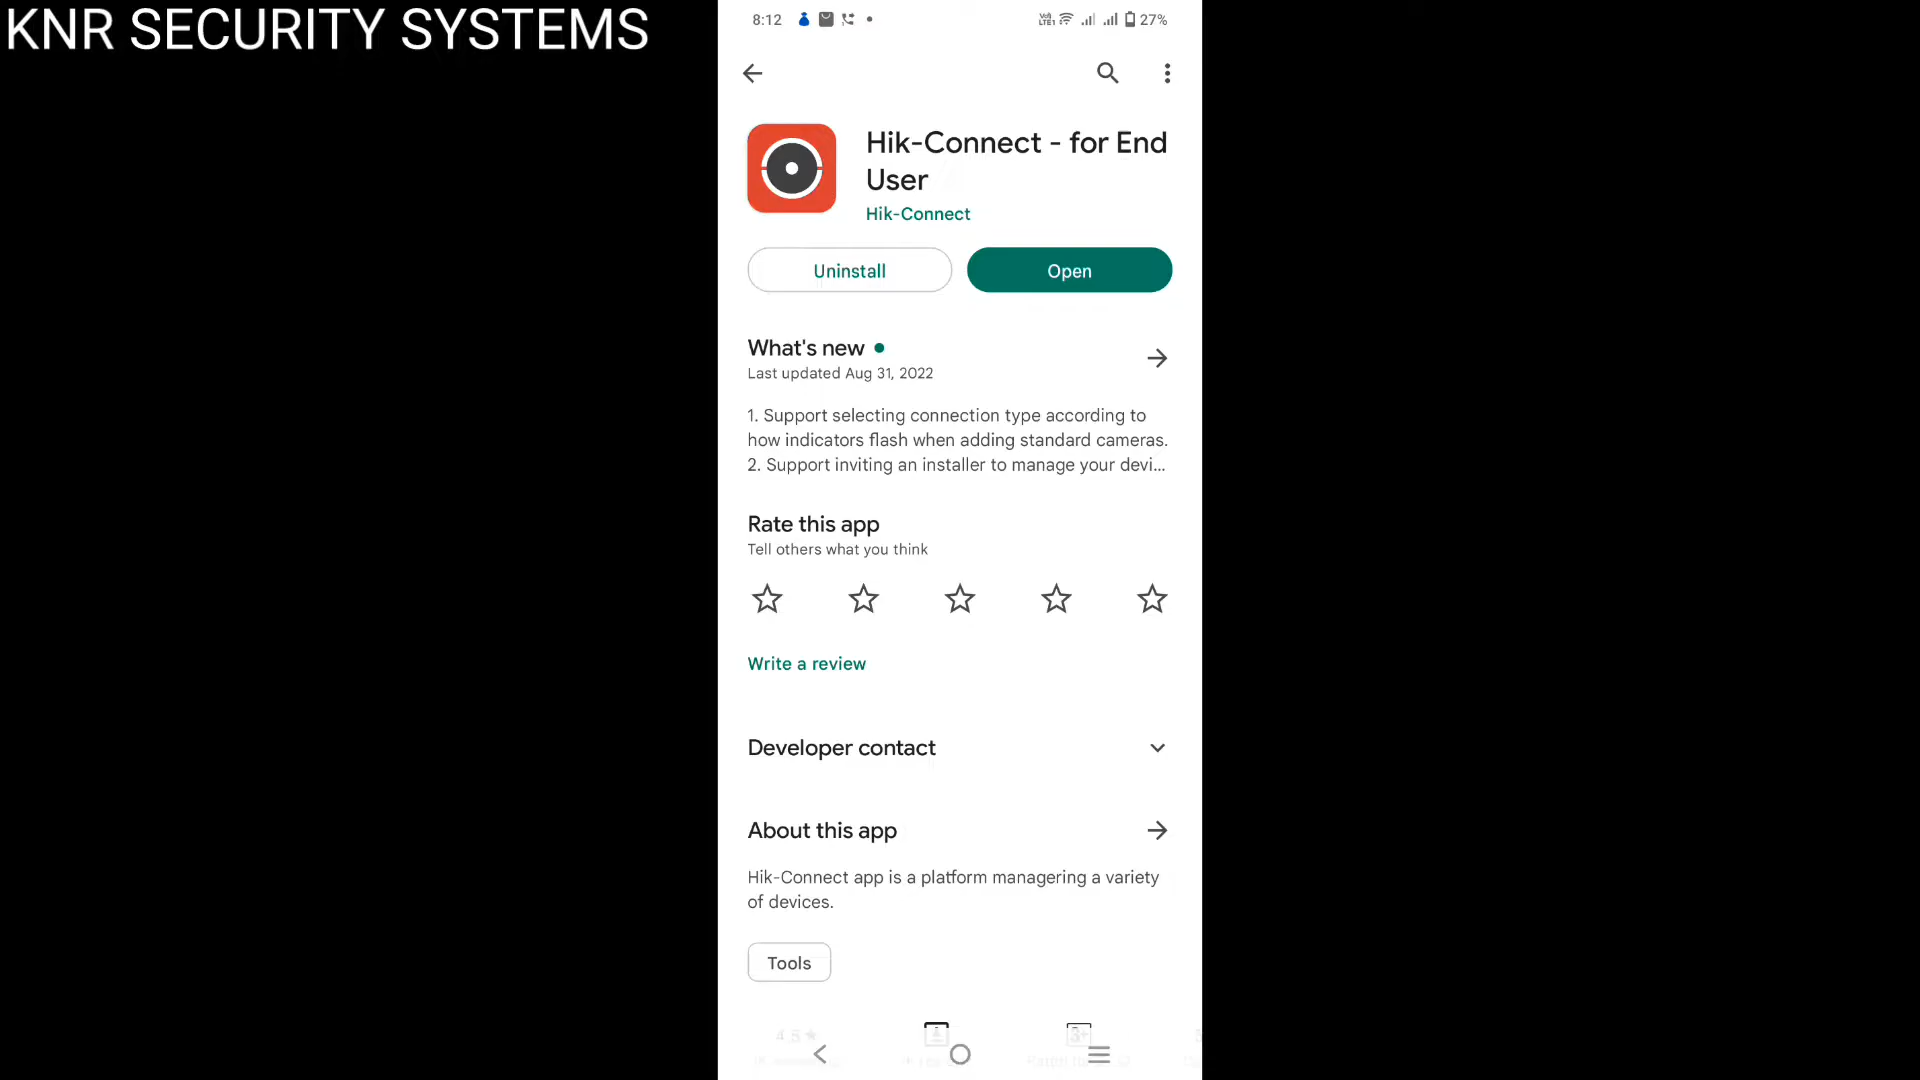 KNR SECURITY SYSTEMS
8:12
27%
Hik-Connect - for End
User
Hik-Connect
Uninstall
Open
What's new
Last updated Aug 31, 2022
1. Support selecting connection type according to
how indicators flash when adding standard cameras.
2. Support inviting an installer to manage your devi...
Rate this app
Tell others what you think
Write a review
Developer contact
About this app
Hik-Connect app is a platform managering a variety
of devices.
Tools
4.5★
3+